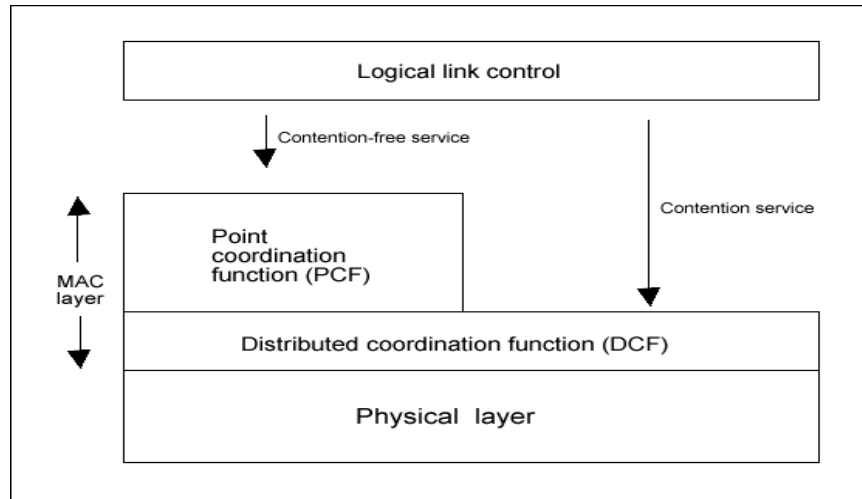 Logical link control
Contention-free service
Contention service
Point
coordination
function (PCF)
MAC
layer
Distributed coordination function (DCF)
Physical layer